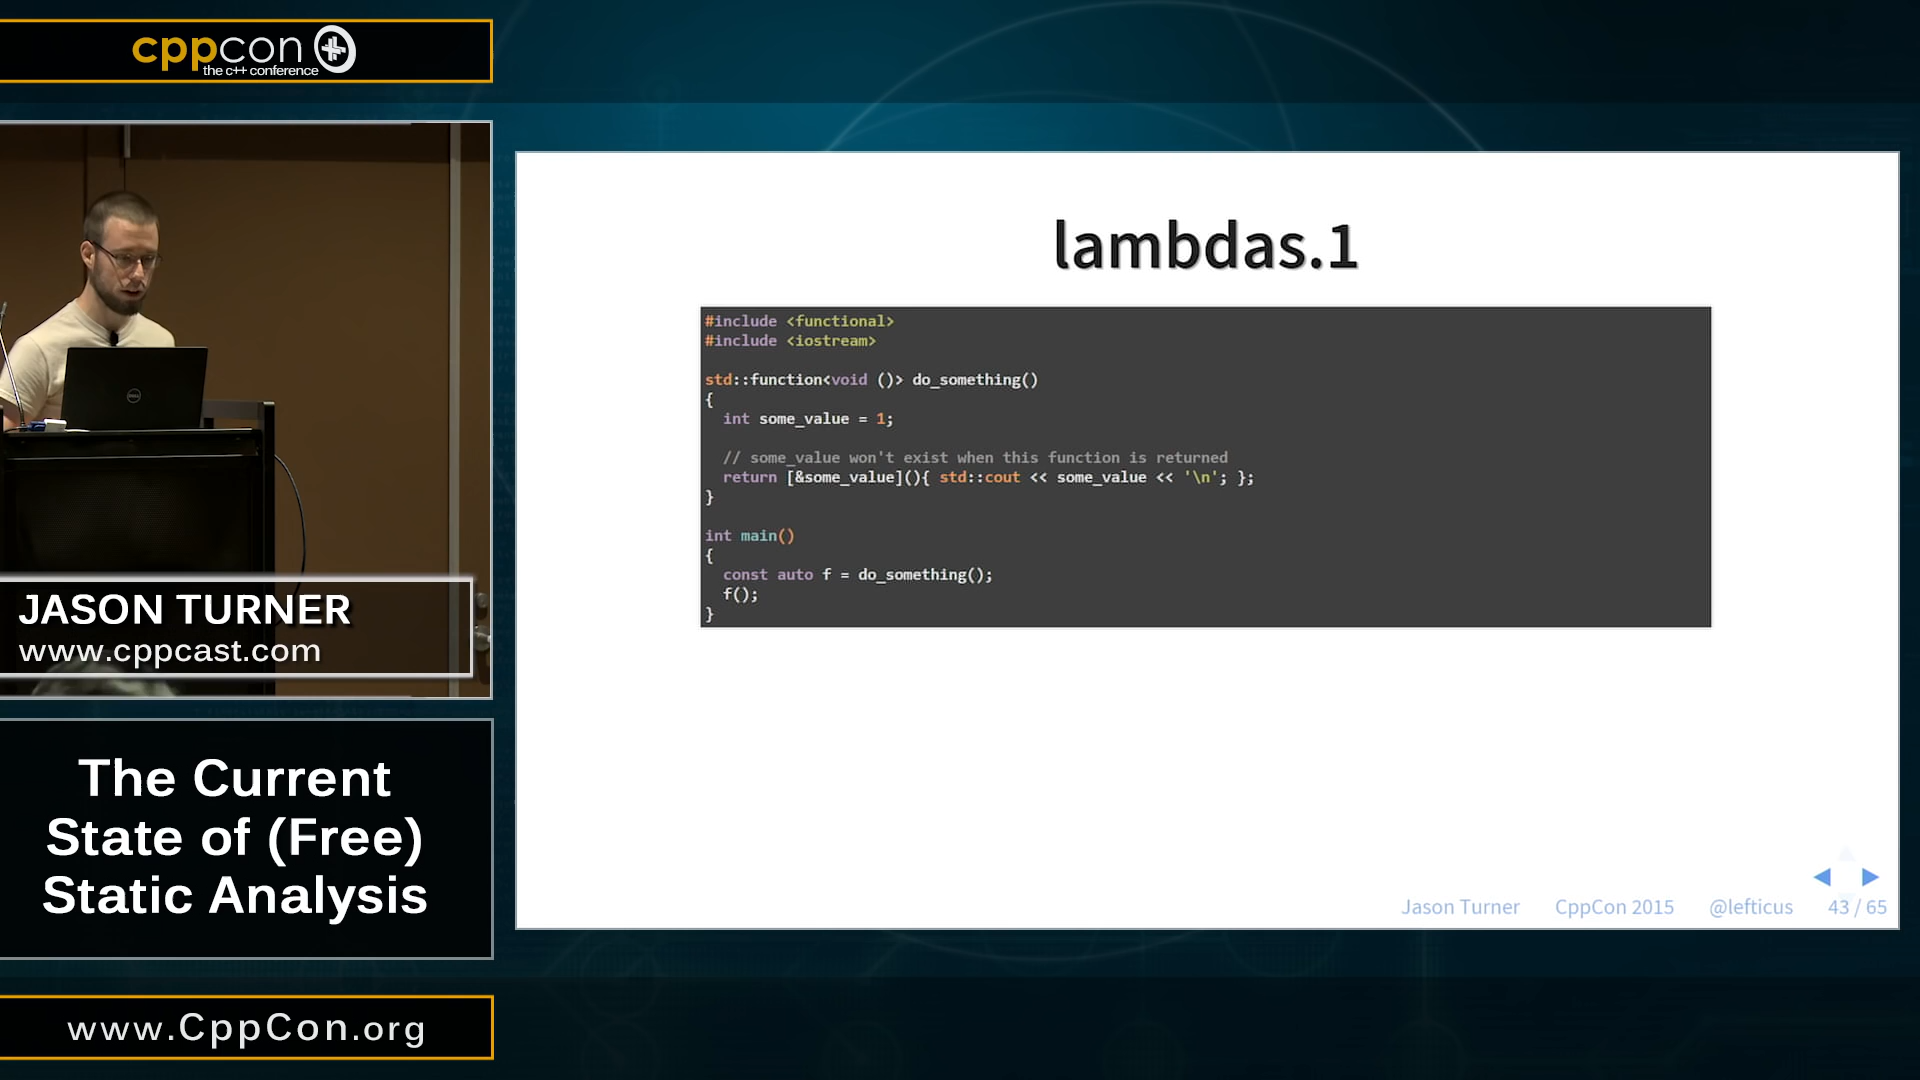 cppcon
the c++ conference
JASON TURNER
www.cppcast.com
The Current
State of (Free)
Static Analysis
www.CppCon.org
lambdas.1
#include <functional>
#include <iostream>
std::function<void ()> do_something()
{
int some_value = 1;
// some_value won't exist when this function is returned
return [&some_value](){ std::cout << some_value << '\n'; };
}
int main()
{
const auto f = do_something();
f();
}
Jason Turner CppCon 2015 @lefticus 43 / 65